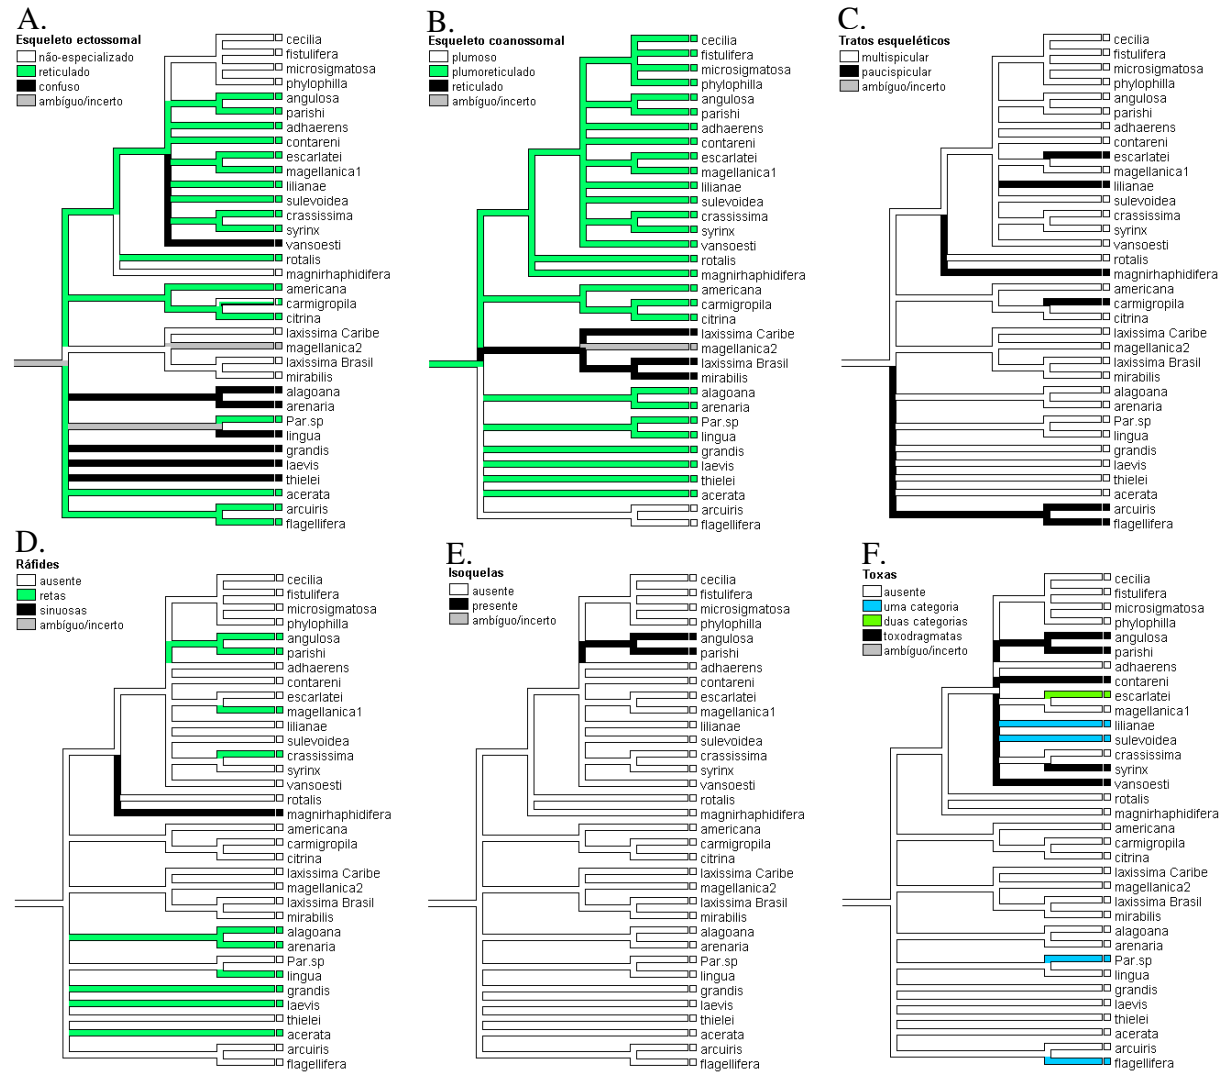 A.
Esqueleto ectossomal
não-especializado
reticulado
confuso
ambíguo/incerto
cecilia
fistulifera
microsigmatosa
phylophilla
angulosa
parishi
adhaerens
contareni
escarlatei
magellanica1
lilianae
sulevoidea
crassissima
syrinx
vansoesti
rotalis
magnirhaphidifera
americana
carmigropila
citrina
laxissima Caribe
magellanica2
laxissima Brasil
mirabilis
alagoana
arenaria
Par.sp
lingua
grandis
laevis
thielei
acerata
arcuiris
flagellifera
B.
Esqueleto coanossomal
plumoso
plumoreticulado
reticulado
ambíguo/incerto
cecilia
fistulifera
microsigmatosa
phylophilla
angulosa
parishi
adhaerens
contareni
escarlatei
magellanica1
lilianae
sulevoidea
crassissima
syrinx
vansoesti
rotalis
magnirhaphidifera
americana
carmigropila
citrina
laxissima Caribe
magellanica2
laxissima Brasil
mirabilis
alagoana
arenaria
Par.sp
lingua
grandis
laevis
thielei
acerata
arcuiris
flagellifera
C.
Tratos esqueléticos
multispicular
paucispicular
ambíguo/incerto
cecilia
fistulifera
microsigmatosa
phylophilla
angulosa
parishi
adhaerens
contareni
escarlatei
magellanica1
lilianae
sulevoidea
crassissima
syrinx
vansoesti
rotalis
magnirhaphidifera
americana
carmigropila
citrina
laxissima Caribe
magellanica2
laxissima Brasil
mirabilis
alagoana
arenaria
Par.sp
lingua
grandis
laevis
thielei
acerata
arcuiris
flagellifera
D.
Ráfides
ausente
retas
sinuosas
ambíguo/incerto
cecilia
fistulifera
microsigmatosa
phylophilla
angulosa
parishi
adhaerens
contareni
escarlatei
magellanica1
lilianae
sulevoidea
crassissima
syrinx
vansoesti
rotalis
magnirhaphidifera
americana
carmigropila
citrina
laxissima Caribe
magellanica2
laxissima Brasil
mirabilis
alagoana
arenaria
Par.sp
lingua
grandis
laevis
thielei
acerata
arcuiris
flagellifera
E.
Isoquelas
ausente
presente
ambíguo/incerto
cecilia
fistulifera
microsigmatosa
phylophilla
angulosa
parishi
adhaerens
contareni
escarlatei
magellanica1
lilianae
sulevoidea
crassissima
syrinx
vansoesti
rotalis
magnirhaphidifera
americana
carmigropila
citrina
laxissima Caribe
magellanica2
laxissima Brasil
mirabilis
alagoana
arenaria
Par.sp
lingua
grandis
laevis
thielei
acerata
arcuiris
flagellifera
F.
Toxas
ausente
uma categoria
duas categorias
toxodragmatas
ambíguo/incerto
cecilia
fistulifera
microsigmatosa
phylophilla
angulosa
parishi
adhaerens
contareni
escarlatei
magellanica1
lilianae
sulevoidea
crassissima
syrinx
vansoesti
rotalis
magnirhaphidifera
americana
carmigropila
citrina
laxissima Caribe
magellanica2
laxissima Brasil
mirabilis
alagoana
arenaria
Par.sp
lingua
grandis
laevis
thielei
acerata
arcuiris
flagellifera